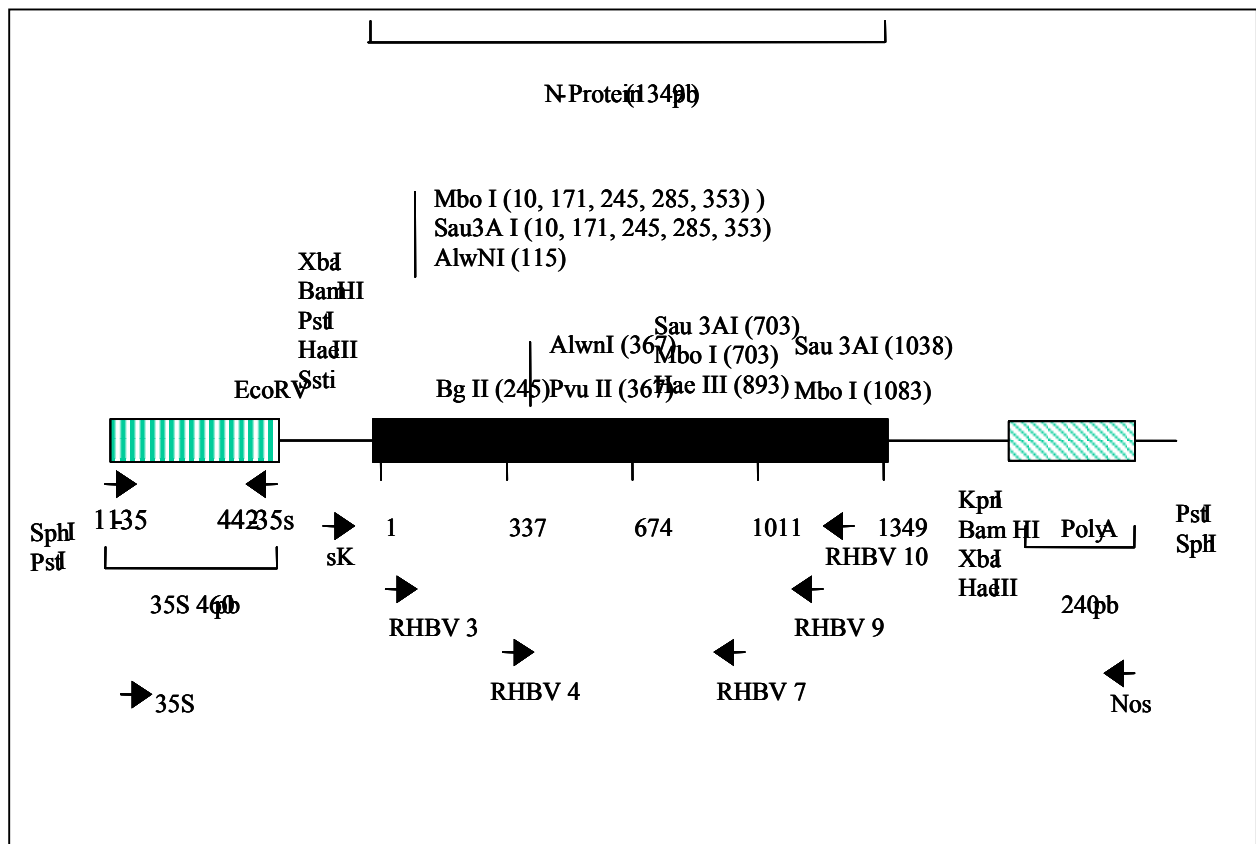 N-Protein (1349pb)
Mbo I (10, 171, 245, 285, 353) )
Sau3A I (10, 171, 245, 285, 353)
AlwNI (115)
XbaI
BamHI
PstI
HaeIII
Ssti
EcoRV
Bg II (245)
AlwnI (367)
Pvu II (367)
Sau 3AI (703)
Mbo I (703)
Hae III (893)
Sau 3AI (1038)
Mbo I (1083)
SphI
PstI
11-35
442-35s
sK
1
337
674
1011
1349
RHBV 10
KpnI
Bam HI
XbaI
HaeIII
PolyA
PstI
SphI
35S 460pb
240pb
RHBV 3
RHBV 9
RHBV 4
RHBV 7
35S
Nos